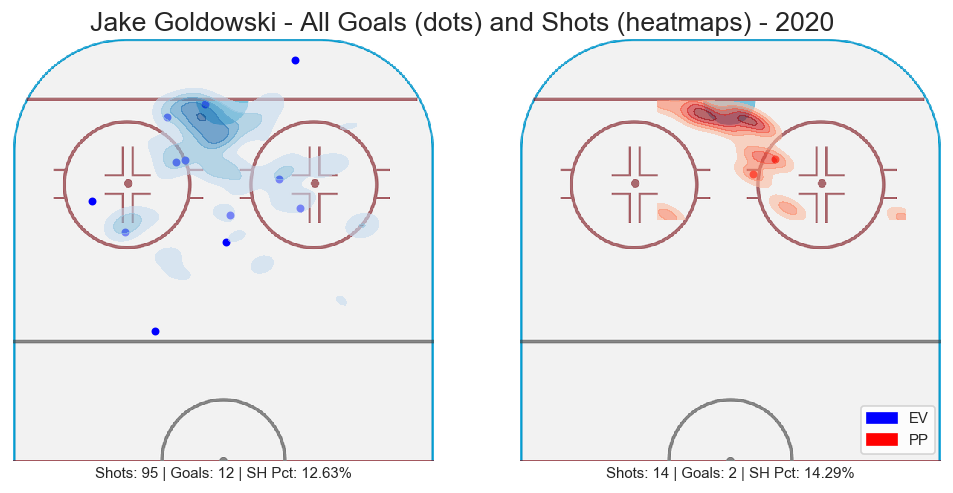 Jake Goldowski - All Goals (dots) and Shots (heatmaps) - 2020
EV
PP
Shots: 95 | Goals: 12 | SH Pct: 12.63%
Shots: 14 | Goals: 2 | SH Pct: 14.29%